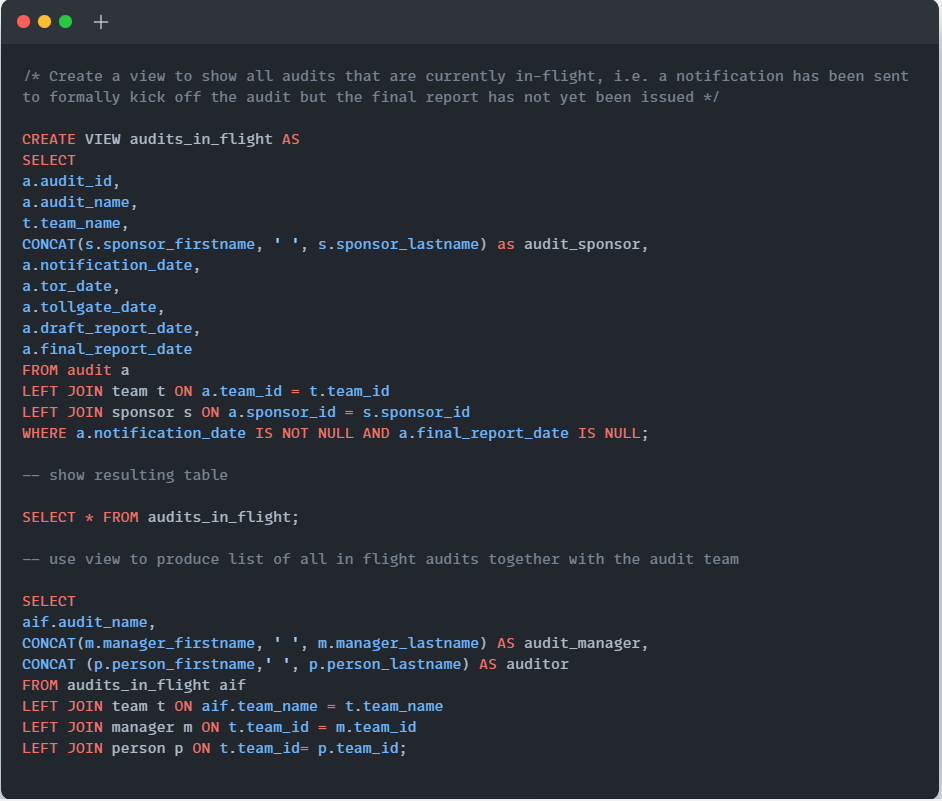 /* Create a view to show all audits that are currently in-flight, i.e. a notification has been sent
to formally kick off the audit but the final report has not yet been issued */
CREATE VIEW audits_in_flight AS
SELECT
a.audit_id,
a.audit_name,
t.team_name,
CONCAT(s.sponsor_firstname, ' ', s.sponsor_lastname) as audit_sponsor,
a.notification_date,
a.tor_date,
a.tollgate_date,
a.draft_report_date,
a.final_report_date
FROM audit a
LEFT JOIN team t ON a.team_id = t.team_id
LEFT JOIN sponsor s ON a.sponsor_id = s.sponsor_id
WHERE a.notification_date IS NOT NULL AND a.final_report_date IS NULL;
-- show resulting table
SELECT * FROM audits_in_flight;
-- use view to produce list of all in flight audits together with the audit team
SELECT
aif.audit_name,
CONCAT(m.manager_firstname, ' ', m.manager_lastname) AS audit_manager,
CONCAT (p.person_firstname,' ', p.person_lastname) AS auditor
FROM audits_in_flight aif
LEFT JOIN team t ON aif.team_name = t.team_name
LEFT JOIN manager m ON t.team_id = m.team_id
LEFT JOIN person p ON t.team_id= p.team_id;